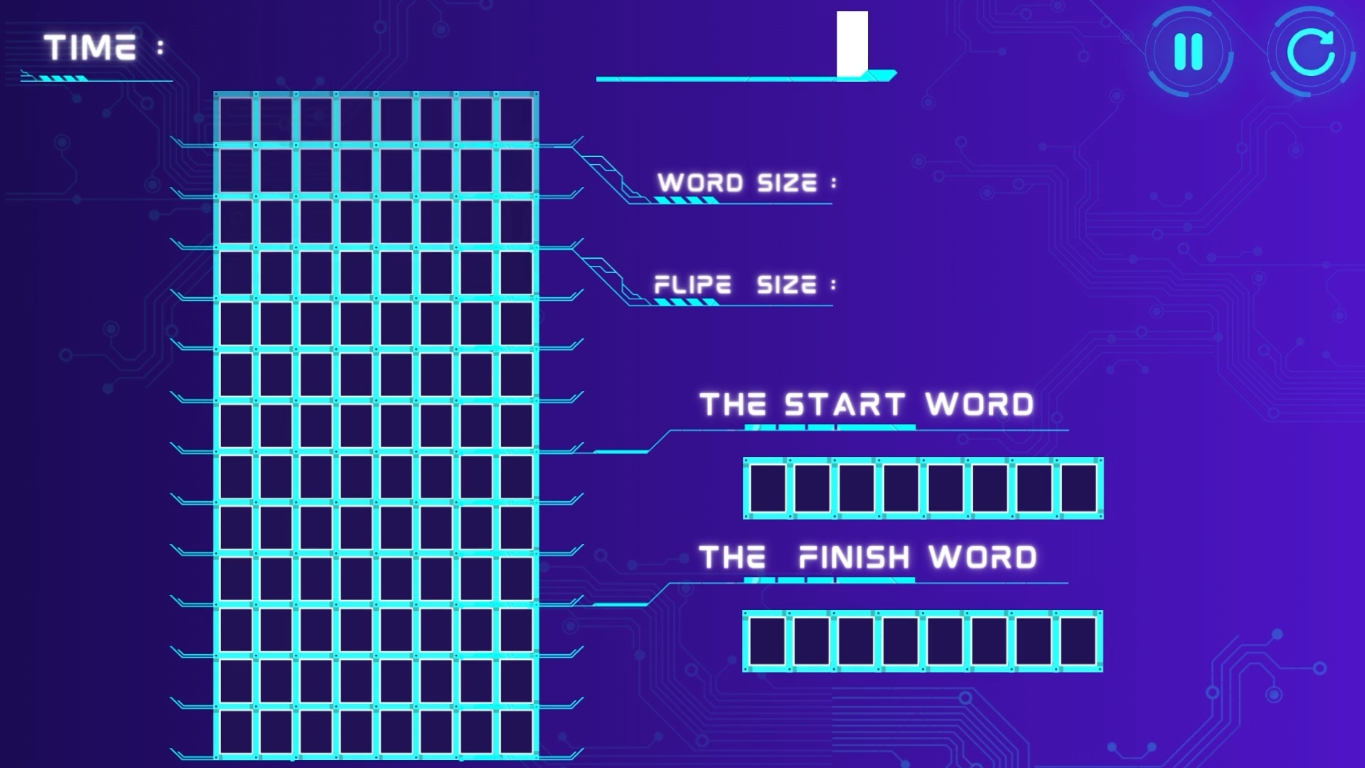 TIME :
WORD SIZE :
FLIPE SIZE :
THE START WORD
THE FINISH WORD